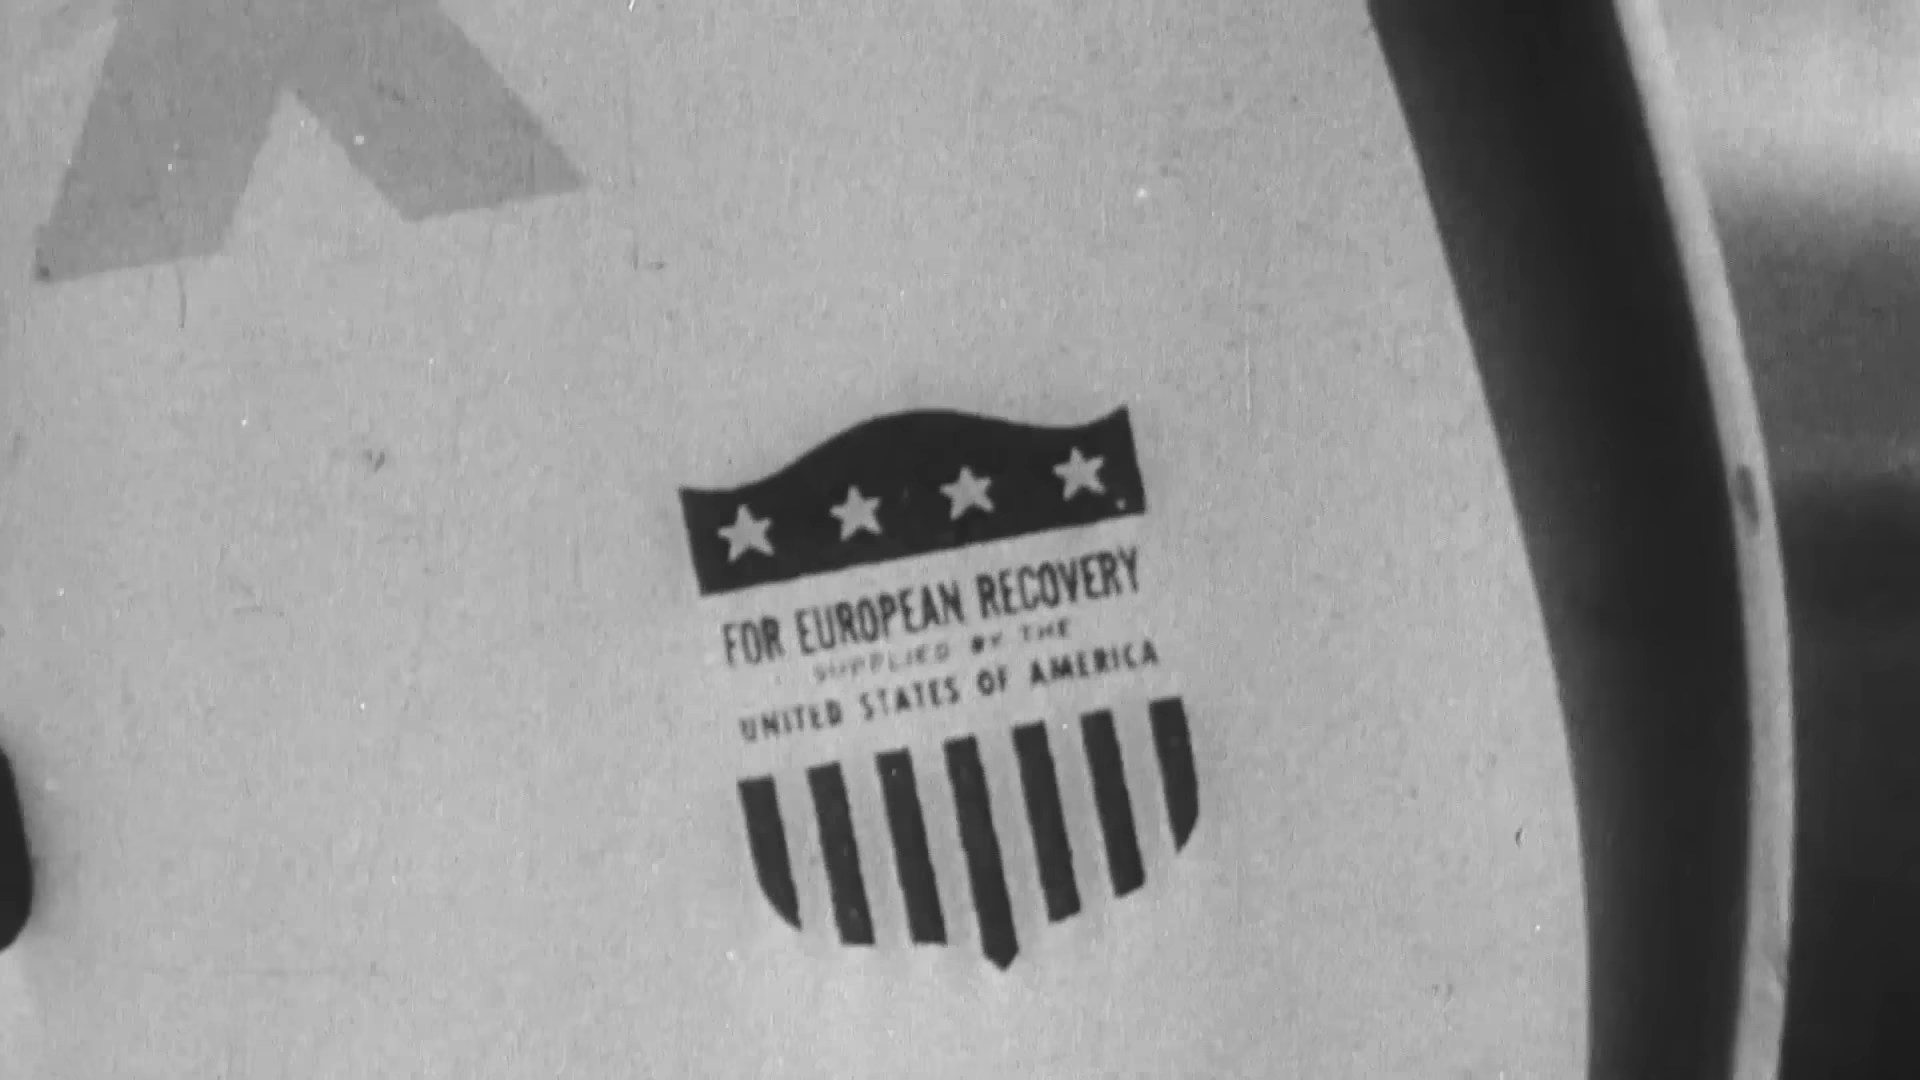 FOR EUROPEAN RECOVERY
SUPPLIED BY THE
UNITED STATES OF AMERICA